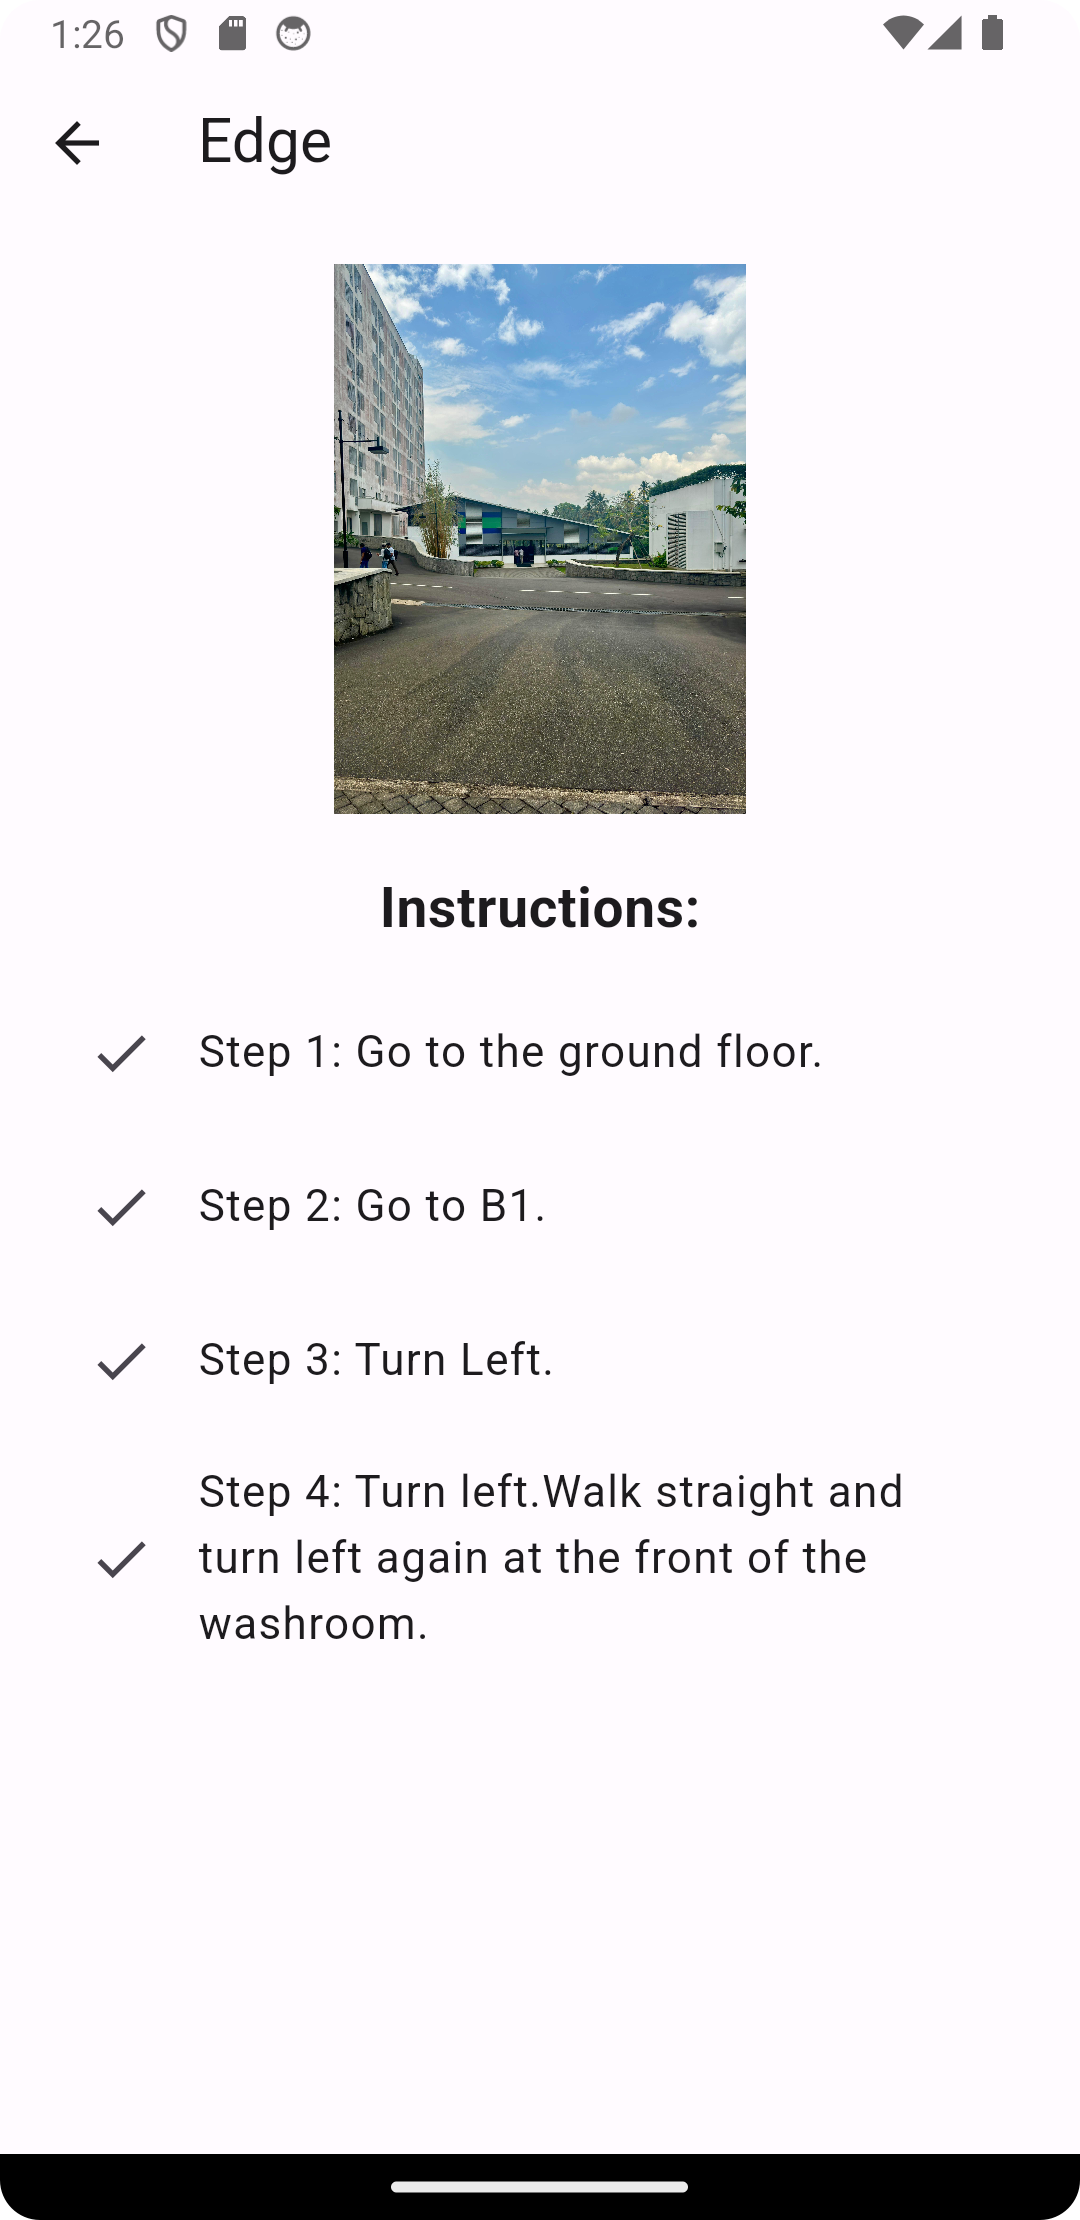 1:26
Edge
Instructions:
Step 1: Go to the ground floor.
Step 2: Go to B1.
Step 3: Turn Left.
Step 4: Turn left.Walk straight and
turn left again at the front of the
washroom.